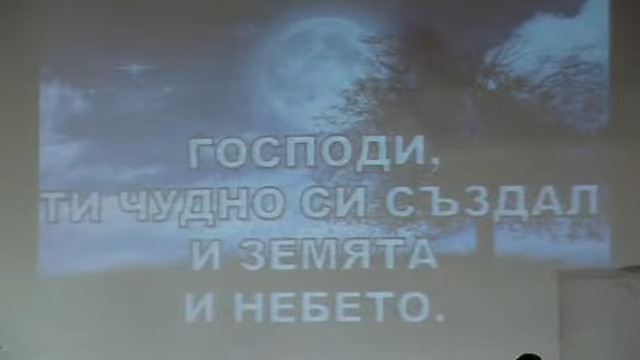 ГОСПОДИ,
ТИ ЧУДНО СИ СЪЗДАЛ
И ЗЕМЯТА
И НЕБЕТО.